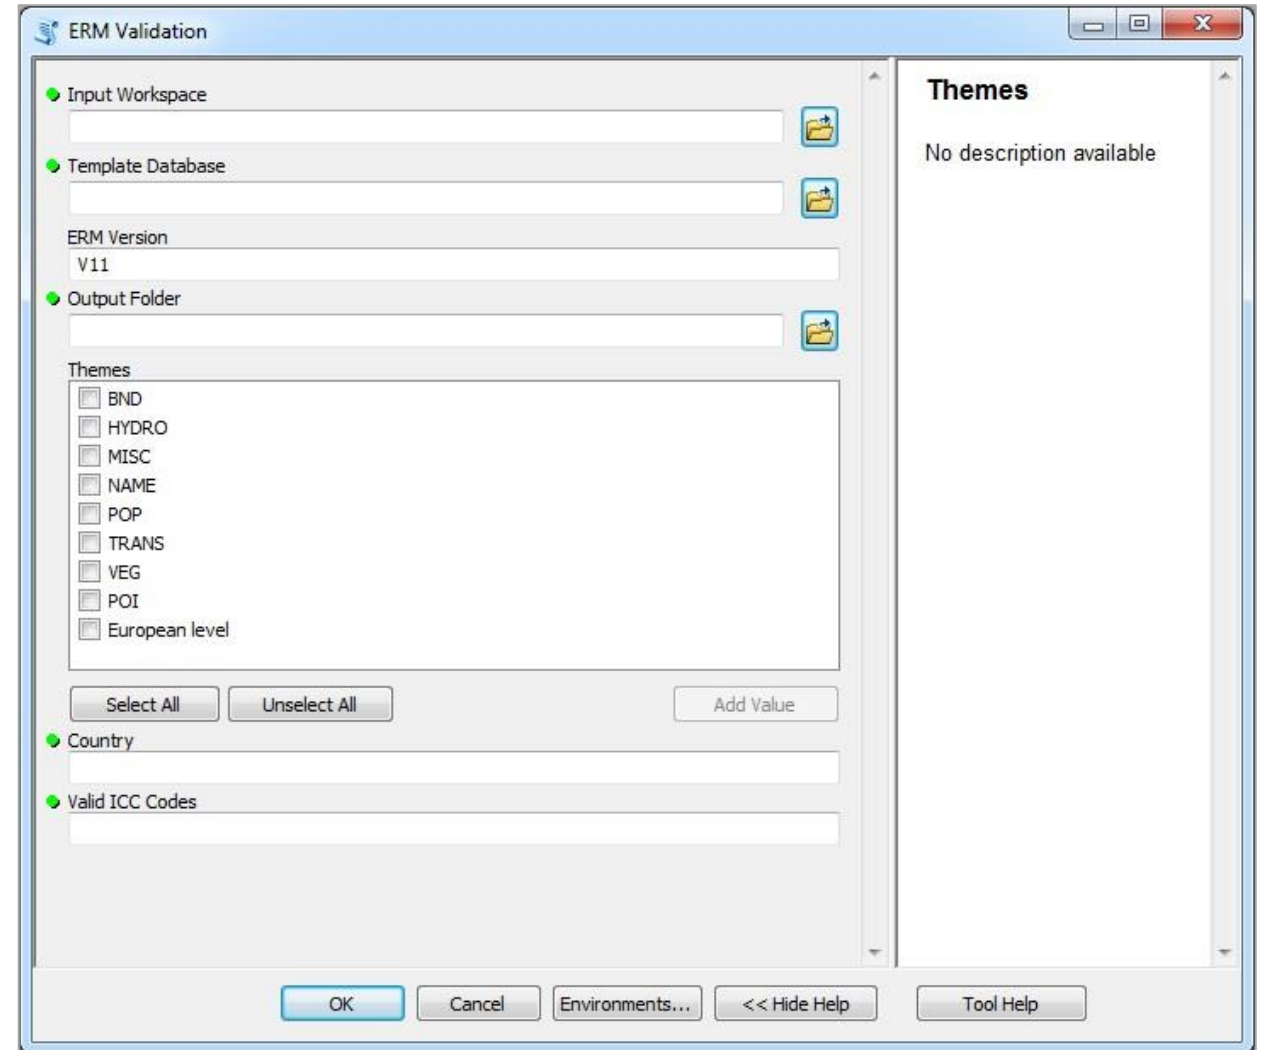 ERM Validation
Input Workspace
Template Database
ERM Version
V11
Output Folder
Themes
BND
HYDRO
MISC
NAME
POP
TRANS
VEG
POI
European level
Select All
Unselect All
Add Value
Country
Valid ICC Codes
Themes
No description available
OK
Cancel
Environments...
<< Hide Help
Tool Help